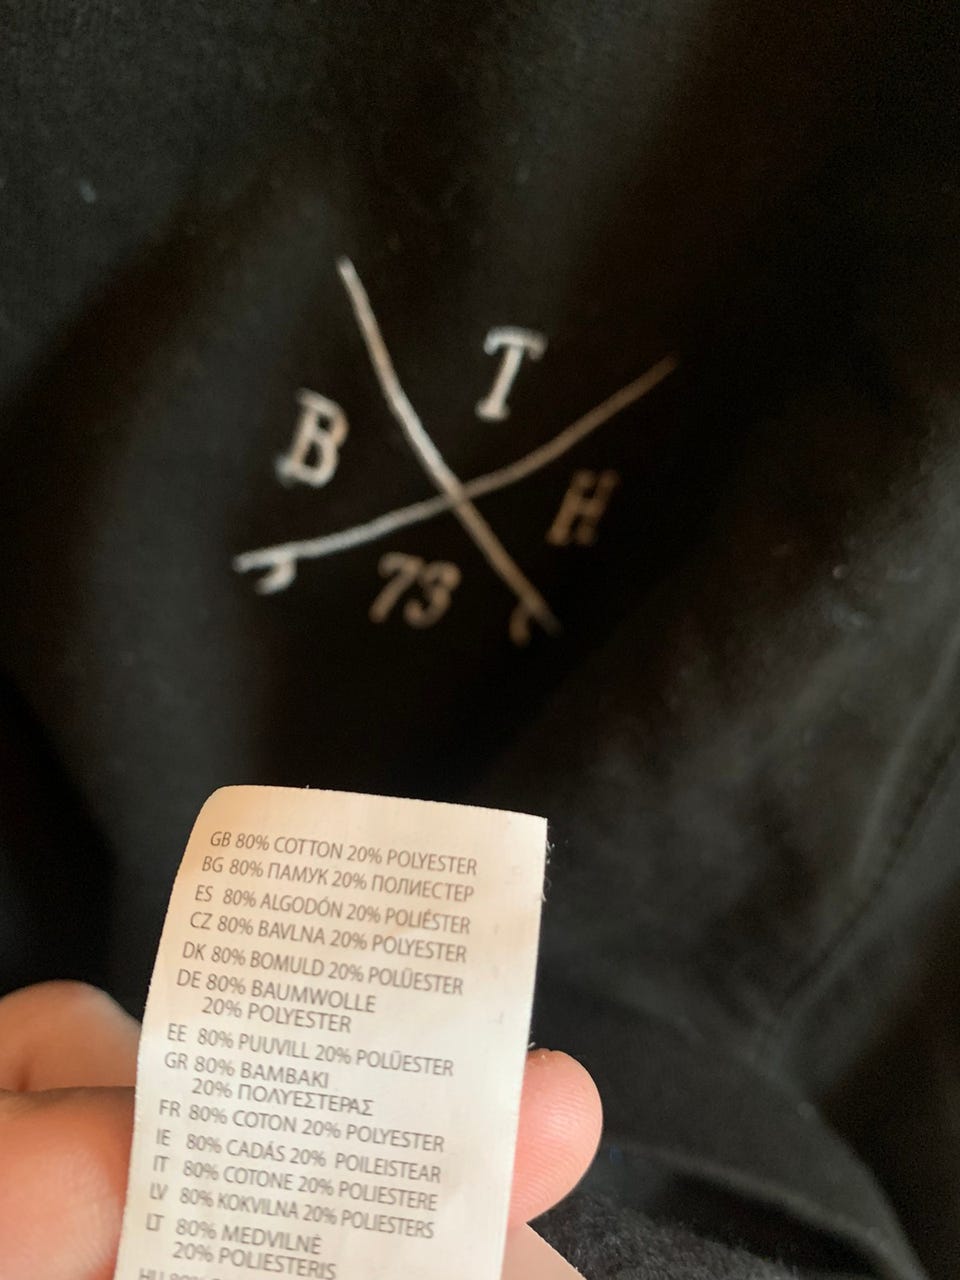 T
B
H
73
GB 80% COTTON 20% POLYESTER
BG 80% ПАМУК 20% ПОЛИЕСТЕР
ES 80% ALGODÓN 20% POLIÉSTER
CZ 80% BAVLNA 20% POLYESTER
DK 80% BOMULD 20% POLÜESTER
DE 80% BAUMWOLLE
20% POLYESTER
EE 80% PUUVILL 20% POLÜESTER
GR 80% ΒΑΜΒΑΚΙ
20% ΠΟΛΥΕΣΤΕΡΑΣ
FR 80% COTON 20% POLYESTER
IE 80% CADÁS 20% POILEISTEAR
IT 80% COTONE 20% POLIESTERE
LV 80% KOKVILNA 20% POLIESTERS
LT 80% MEDVILNĖ
20% POLIESTERIS
HU 80%